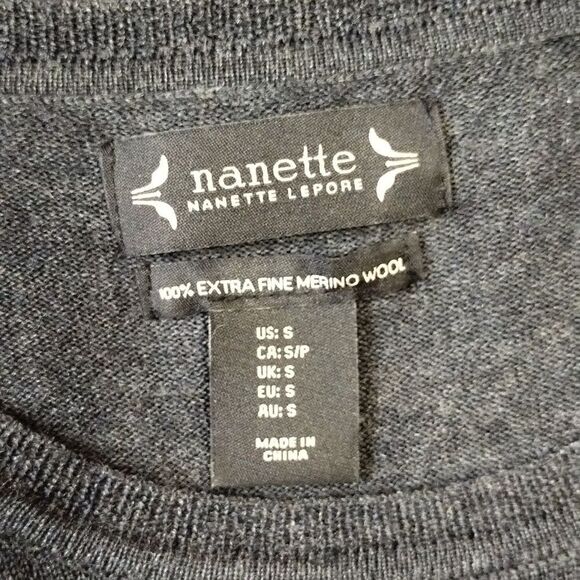 nanette
NANETTE LEPORE
100% EXTRA FINE MERINO WOOL
US: S
CA: S/P
UK: S
EU: S
AU: S
MADE IN
CHINA